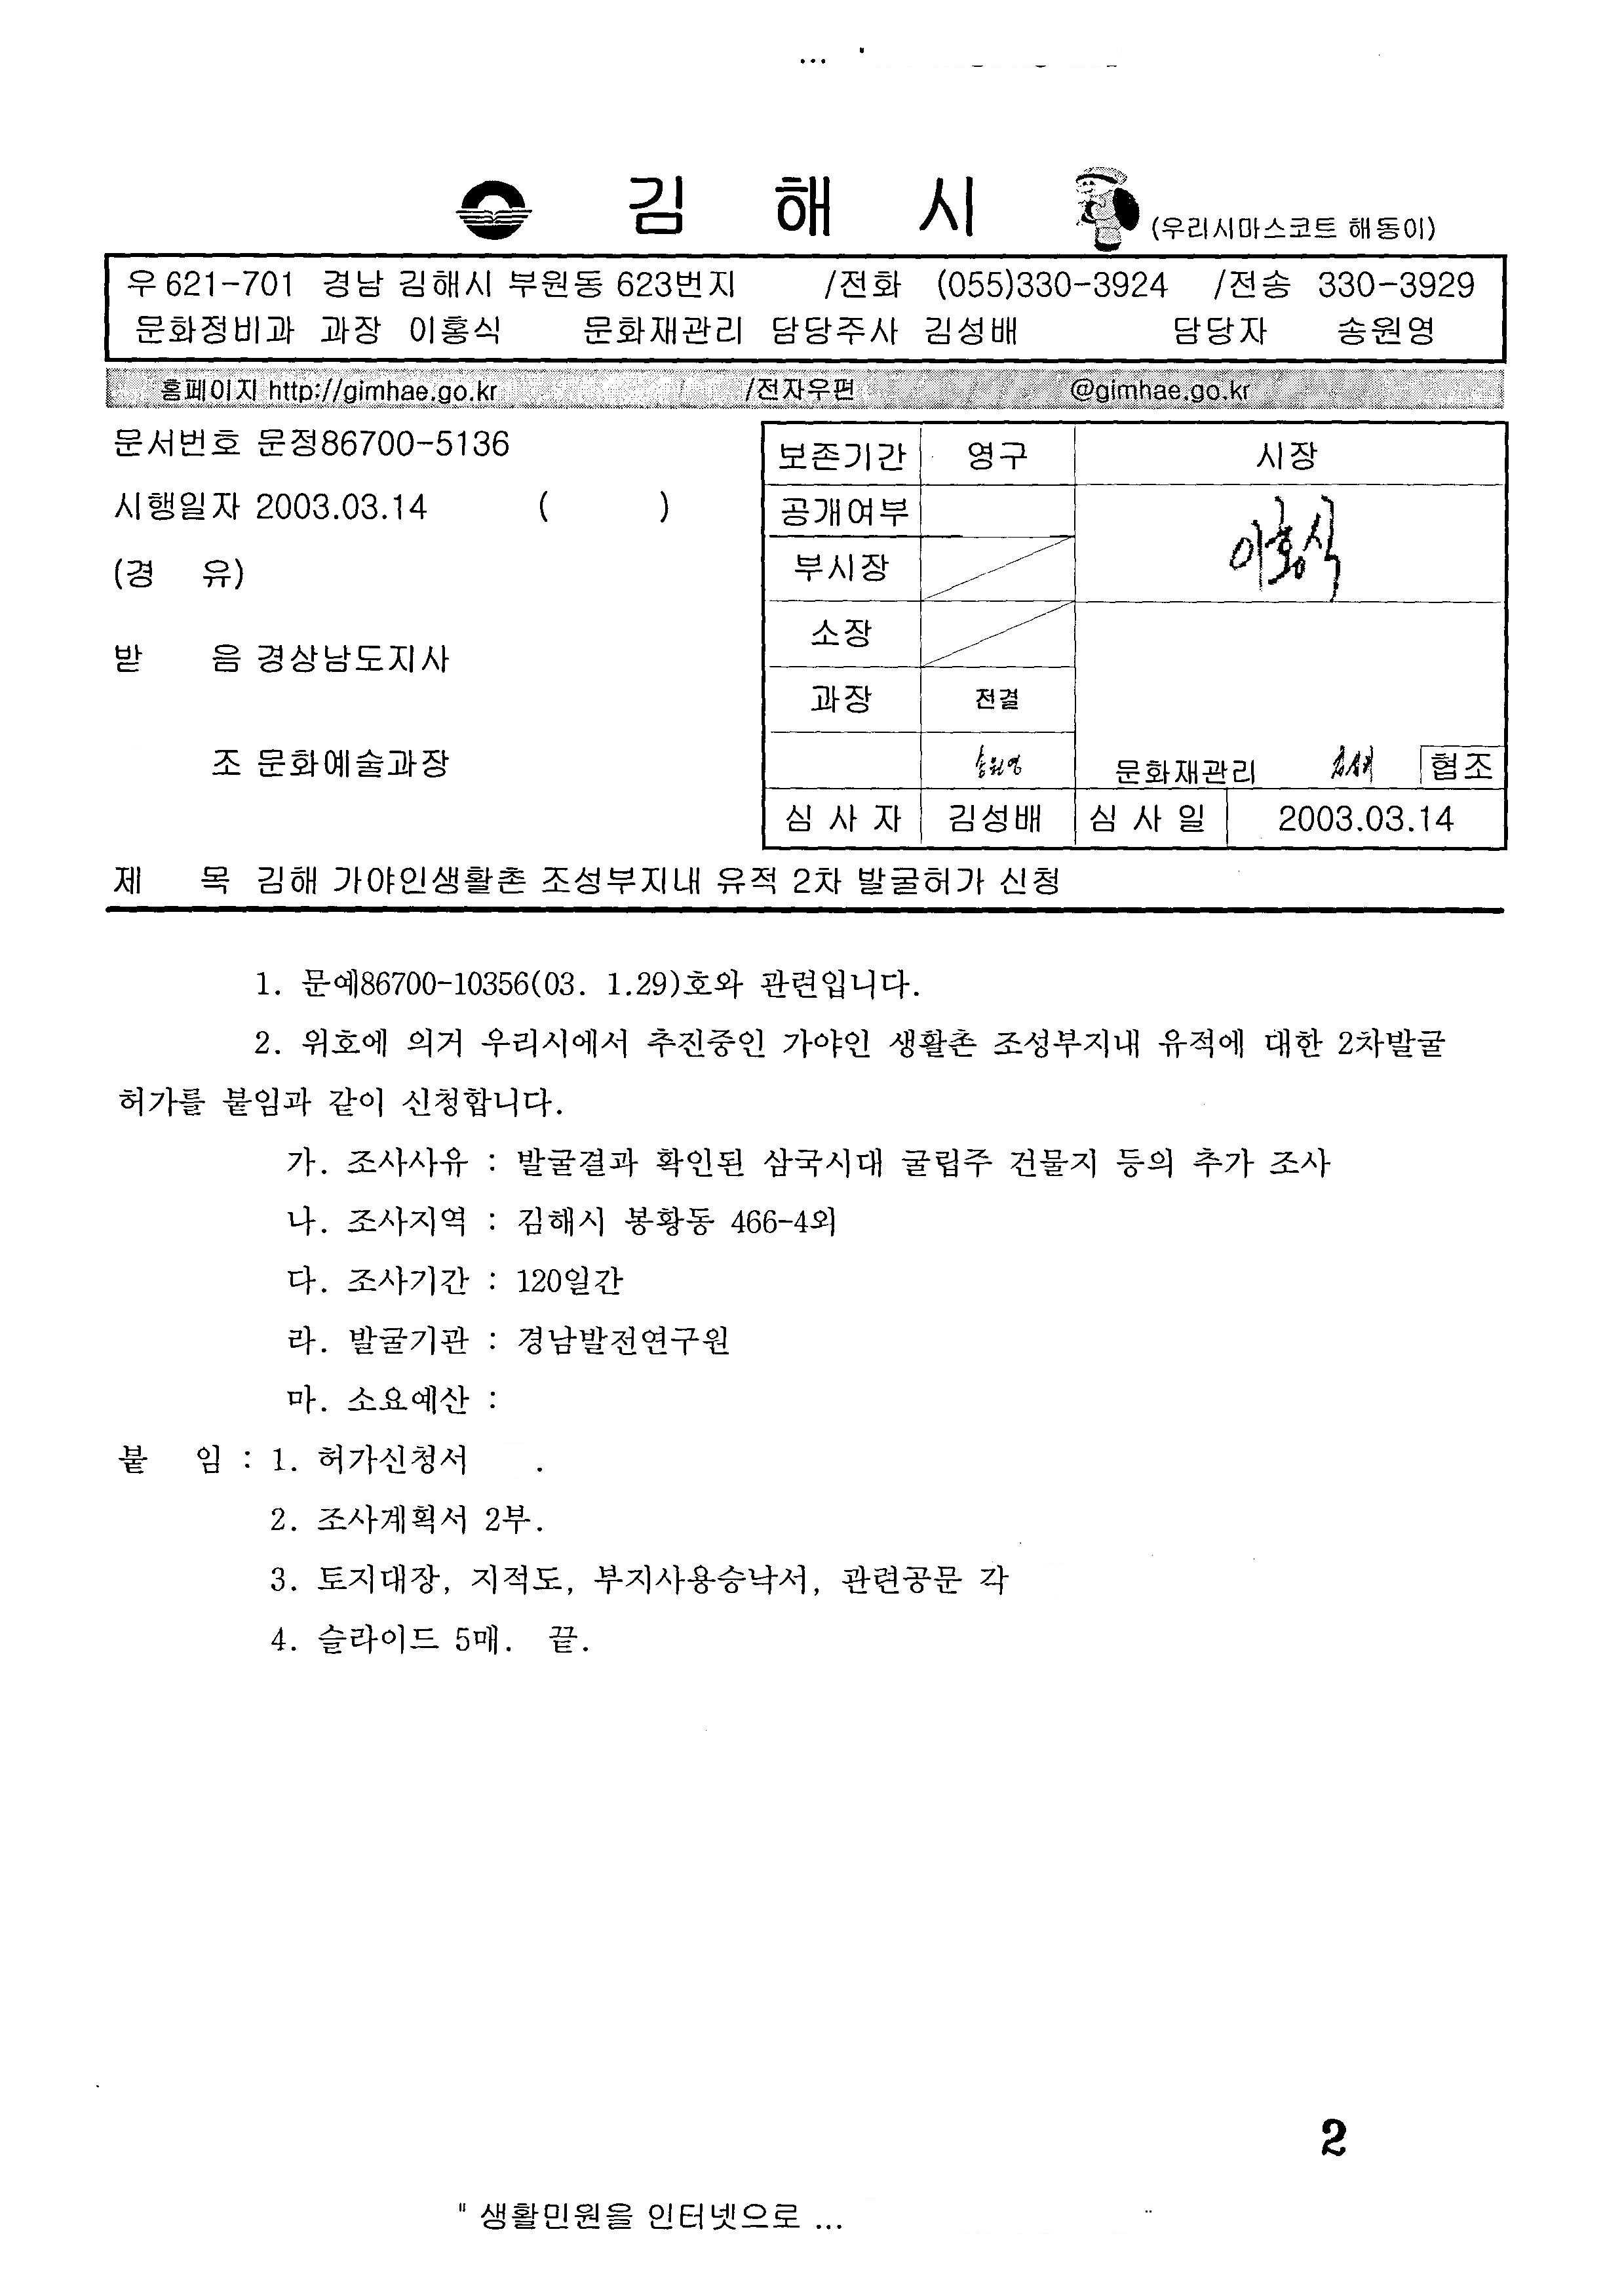 김 해 시 (우리시마스코트 해동이)
우 621-701 경남 김해시 부원동 623번지 /전화 (055)330-3924 /전송 330-3929
문화정비과 과장 이홍식 문화재관리 담당주사 김성배 담당자 송원영
홈페이지 http://gimhae.go.kr /전자우편 @gimhae.go.kr
문서번호 문정86700-5136
시행일자 2003.03.14 ( )
(경 유)
받 음 경상남도지사
조 문화예술과장
보존기간 영구 시장
공개여부 이홍식
부시장
소장
과장 전결
송원영 문화재관리 협조
심 사 자 김성배 심 사 일 2003.03.14
제 목 김해 가야인생활촌 조성부지내 유적 2차 발굴허가 신청
1. 문예86700-10356(03. 1.29)호와 관련입니다.
2. 위호에 의거 우리시에서 추진중인 가야인 생활촌 조성부지내 유적에 대한 2차발굴
허가를 붙임과 같이 신청합니다.
가. 조사사유 : 발굴결과 확인된 삼국시대 굴립주 건물지 등의 추가 조사
나. 조사지역 : 김해시 봉황동 466-4외
다. 조사기간 : 120일간
라. 발굴기관 : 경남발전연구원
마. 소요예산 :
붙 임 : 1. 허가신청서 .
2. 조사계획서 2부.
3. 토지대장, 지적도, 부지사용승낙서, 관련공문 각
4. 슬라이드 5매. 끝.
2
" 생활민원을 인터넷으로 ... "